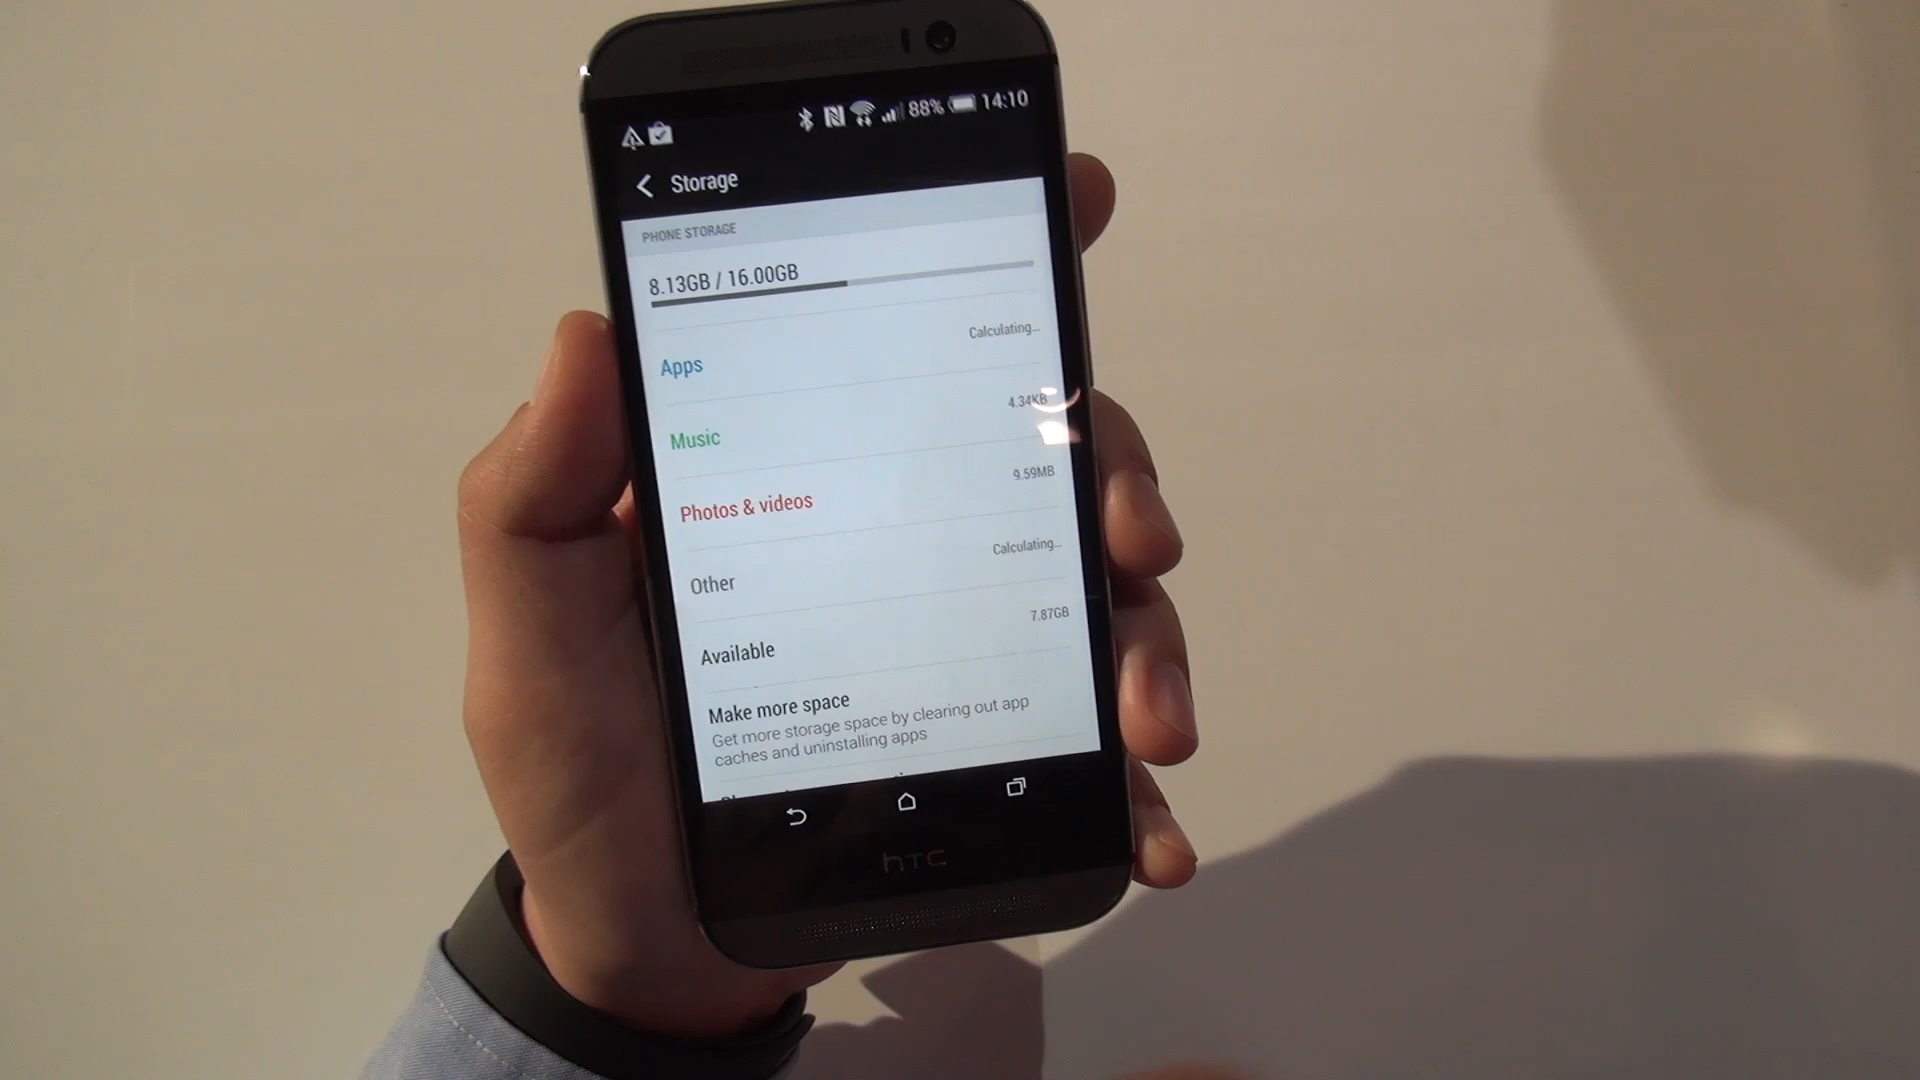 88% 14:10
Storage
PHONE STORAGE
8.13GB / 16.00GB
Calculating...
Apps
4.34KB
Music
9.59MB
Photos & videos
Calculating...
Other
7.87GB
Available
Make more space
Get more storage space by clearing out app
caches and uninstalling apps
hTC